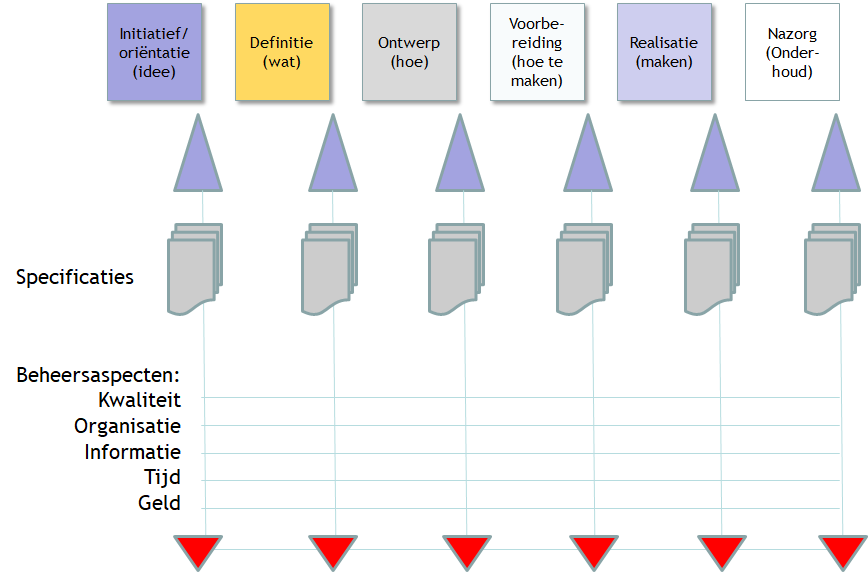 Initiatief/
oriëntatie
(idee)
Definitie
(wat)
Ontwerp
(hoe)
Voorbe-
reiding
(hoe te
maken)
Realisatie
(maken)
Nazorg
(Onder-
houd)
Specificaties
Beheersaspecten:
Kwaliteit
Organisatie
Informatie
Tijd
Geld